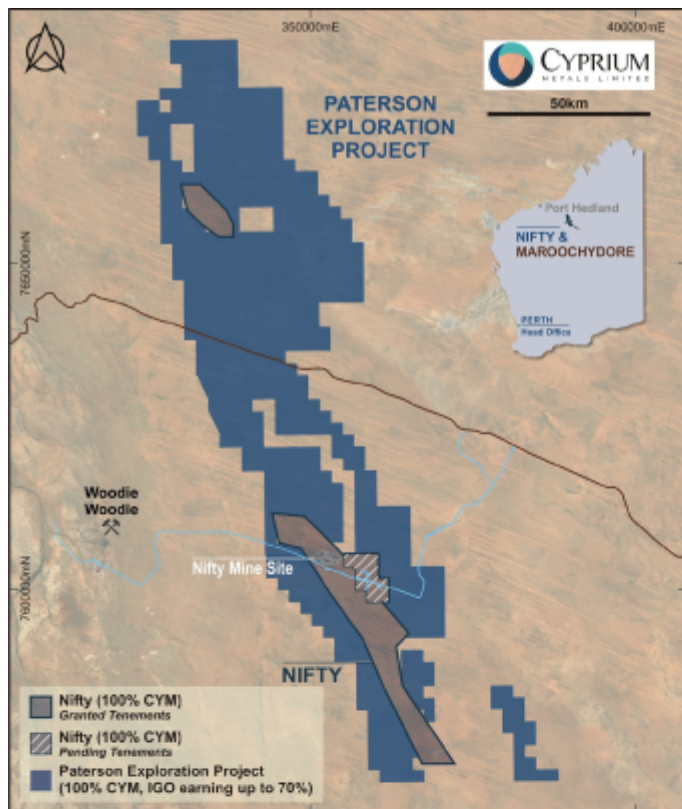 350000mE
400000mE
CYPRIUM
METALS LIMITED
50km
PATERSON
EXPLORATION
PROJECT
Port Hedland
NIFTY &
MAROOCHYDORE
PERTH
Head Office
7650000mN
Woodie
Woodie
Nifty Mine Site
7600000mN
NIFTY
Nifty (100% CYM)
Granted Tenements
Nifty (100% CYM)
Pending Tenements
Paterson Exploration Project
(100% CYM, IGO earning up to 70%)